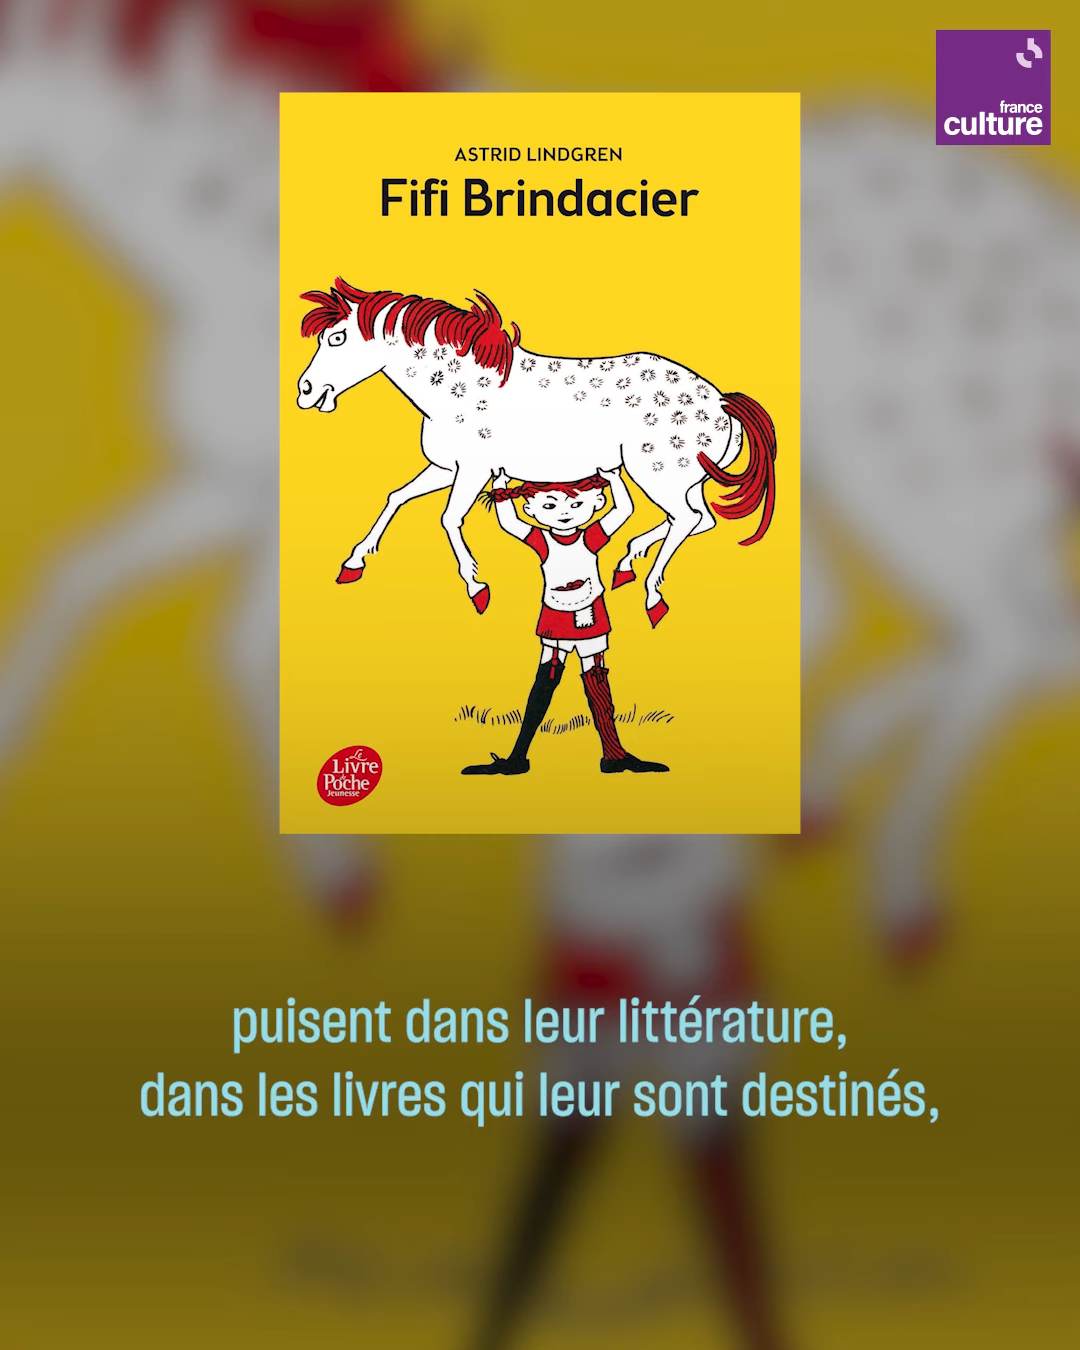 france
culture
ASTRID LINDGREN
Fifi Brindacier
Le
Livre
de
Poche
Jeunesse
puisent dans leur littérature,
dans les livres qui leur sont destinés,